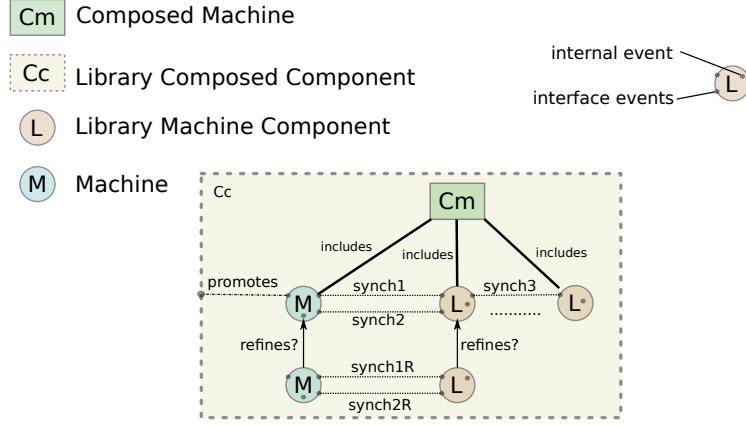 Cm Composed Machine
Cc Library Composed Component
L Library Machine Component
M Machine
internal event
L
interface events
Cc
Cm
includes
includes
includes
promotes
M synch1 L synch3 L
synch2
..........
refines?
refines?
M synch1R L
synch2R